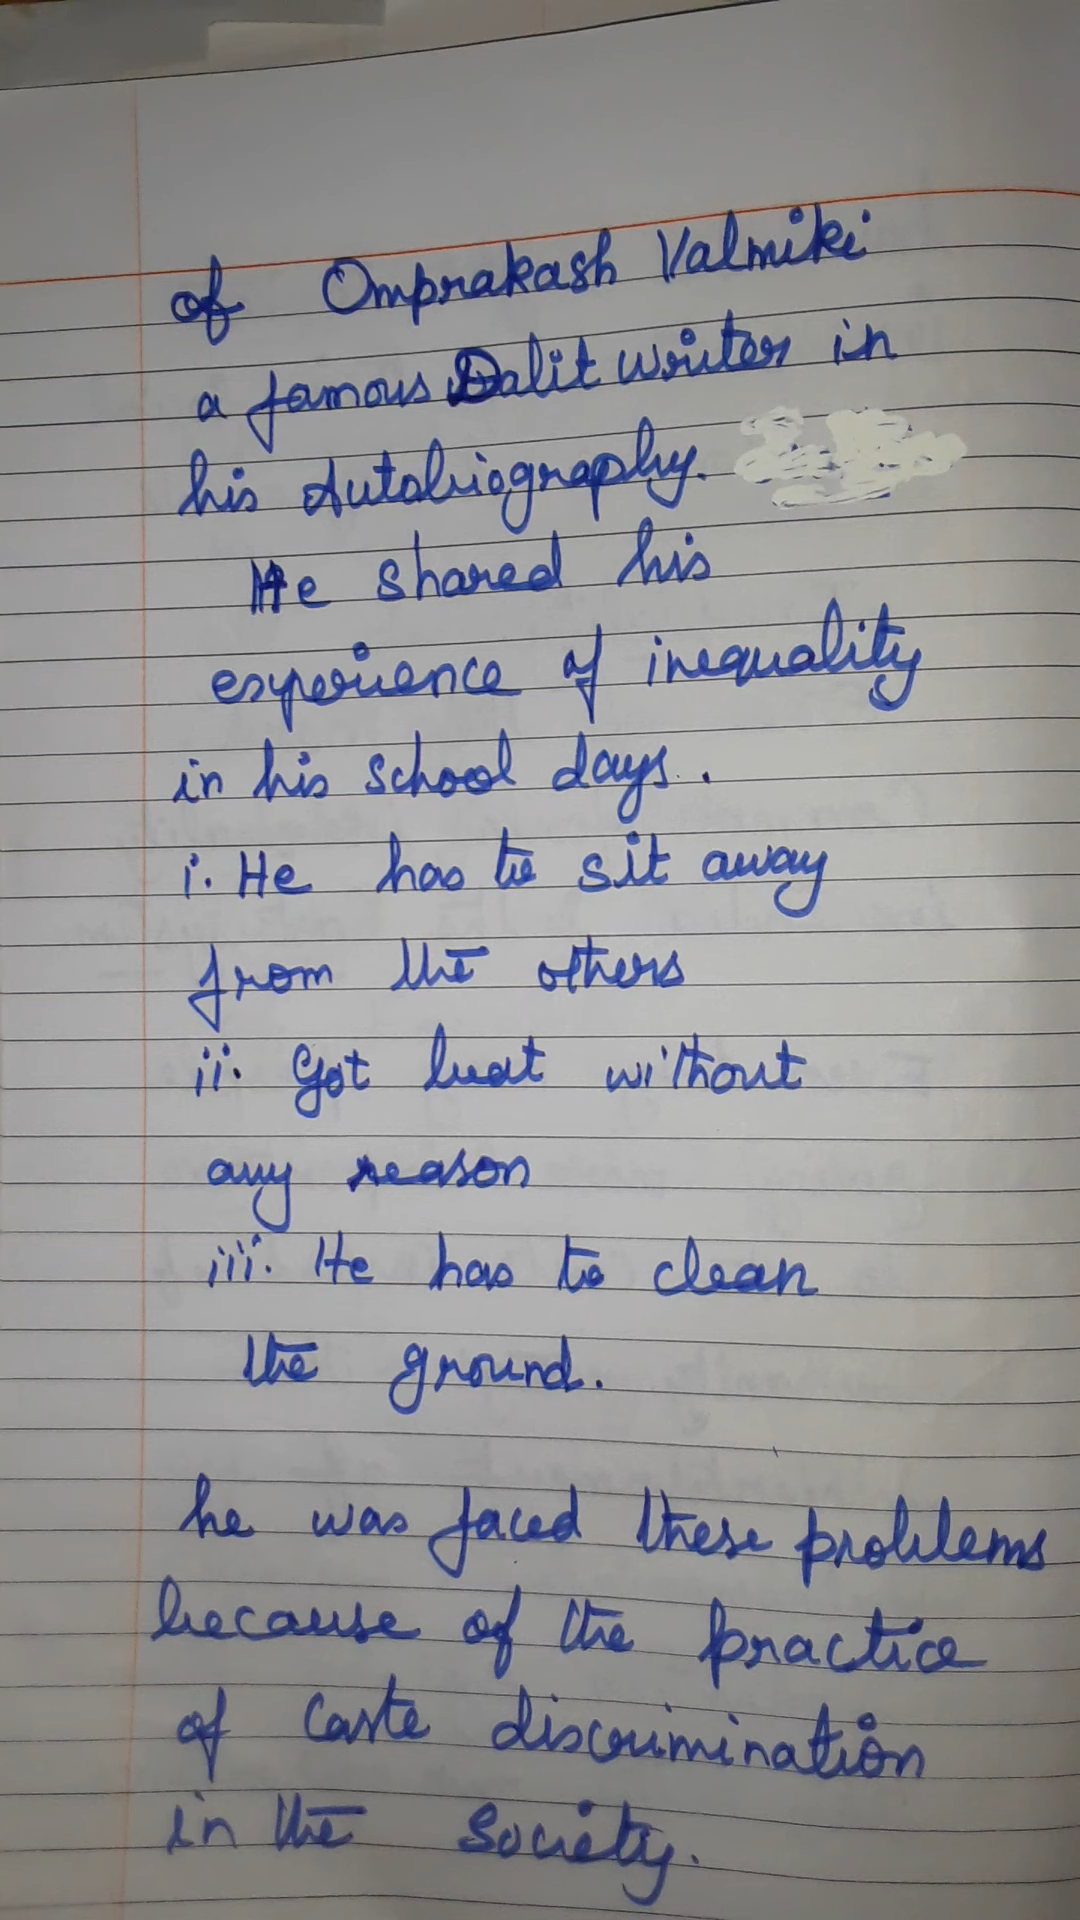 of Omprakash Valmiki
a famous Dalit writer in
his Autobiography.
He shared his
experience of inequality
in his school days.
i. He has to sit away
from the others
ii. Got beat without
any reason
iii. He has to clean
the ground.
he was faced these problems
because of the practice
of caste discrimination
in the society.